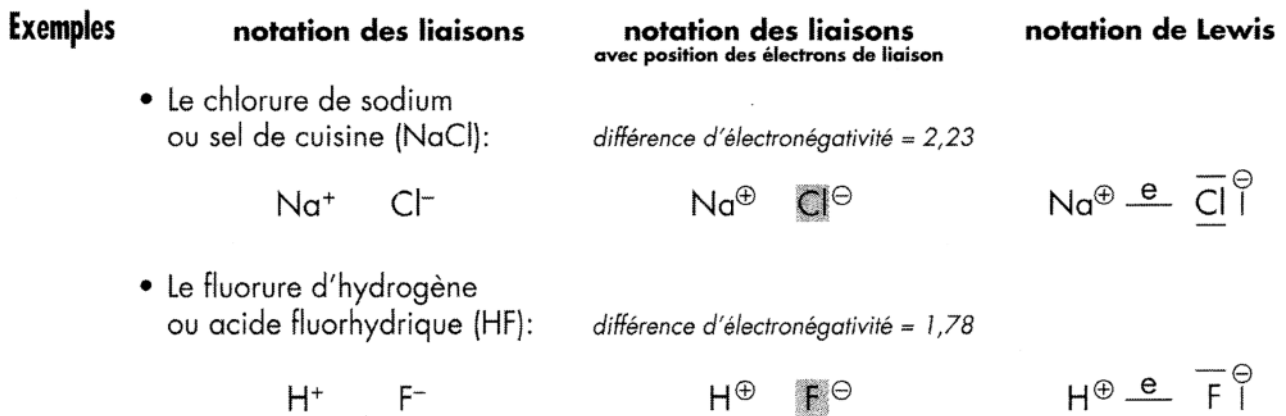 Exemples notation des liaisons notation des liaisons notation de Lewis
avec position des électrons de liaison
• Le chlorure de sodium
ou sel de cuisine (NaCl): différence d'électronégativité = 2,23
Na⁺ Cl⁻ Na⊕ Cl⊖ Na⊕ e Cl⊖
• Le fluorure d'hydrogène
ou acide fluorhydrique (HF): différence d'électronégativité = 1,78
H⁺ F⁻ H⊕ F⊖ H⊕ e F⊖